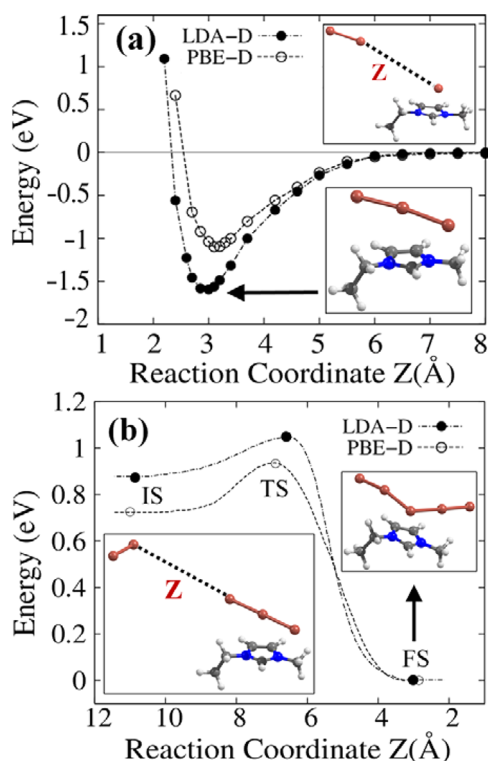 (a)
LDA−D
PBE−D
Z
Energy (eV)
1.5
1
0.5
0
-0.5
-1
-1.5
-2
1 2 3 4 5 6 7 8
Reaction Coordinate Z(Å)
(b)
LDA−D
PBE−D
IS
TS
FS
Z
Energy (eV)
1.2
1
0.8
0.6
0.4
0.2
0
12 10 8 6 4 2
Reaction Coordinate Z(Å)